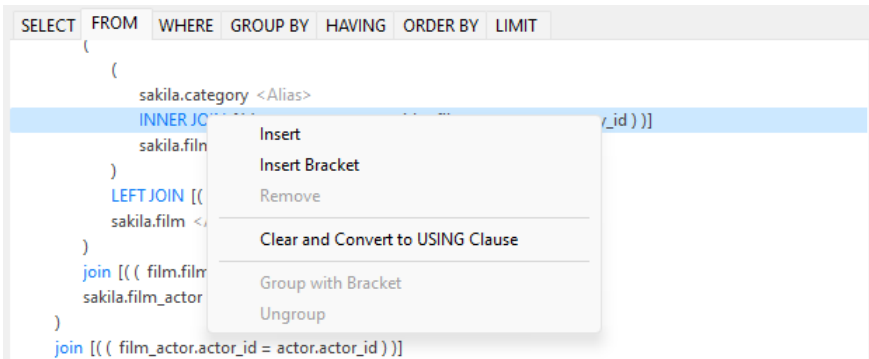 SELECT FROM WHERE GROUP BY HAVING ORDER BY LIMIT
(
(
sakila.category <Alias>
INNER y_id ) )]
sakila.film
)
LEFT JOIN [(
sakila.film <
)
join [( ( film.film
sakila.film_actor
)
join [( ( film_actor.actor_id = actor.actor_id ) )]
Insert
Insert Bracket
Remove
Clear and Convert to USING Clause
Group with Bracket
Ungroup